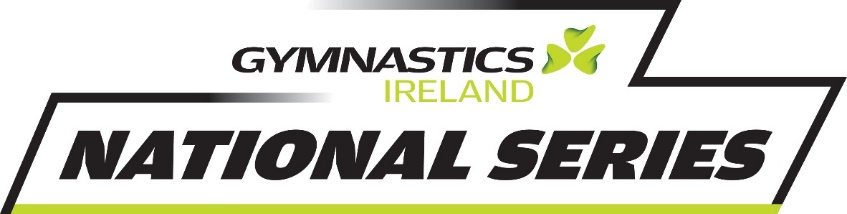 GYMNASTICS
IRELAND
NATIONAL SERIES